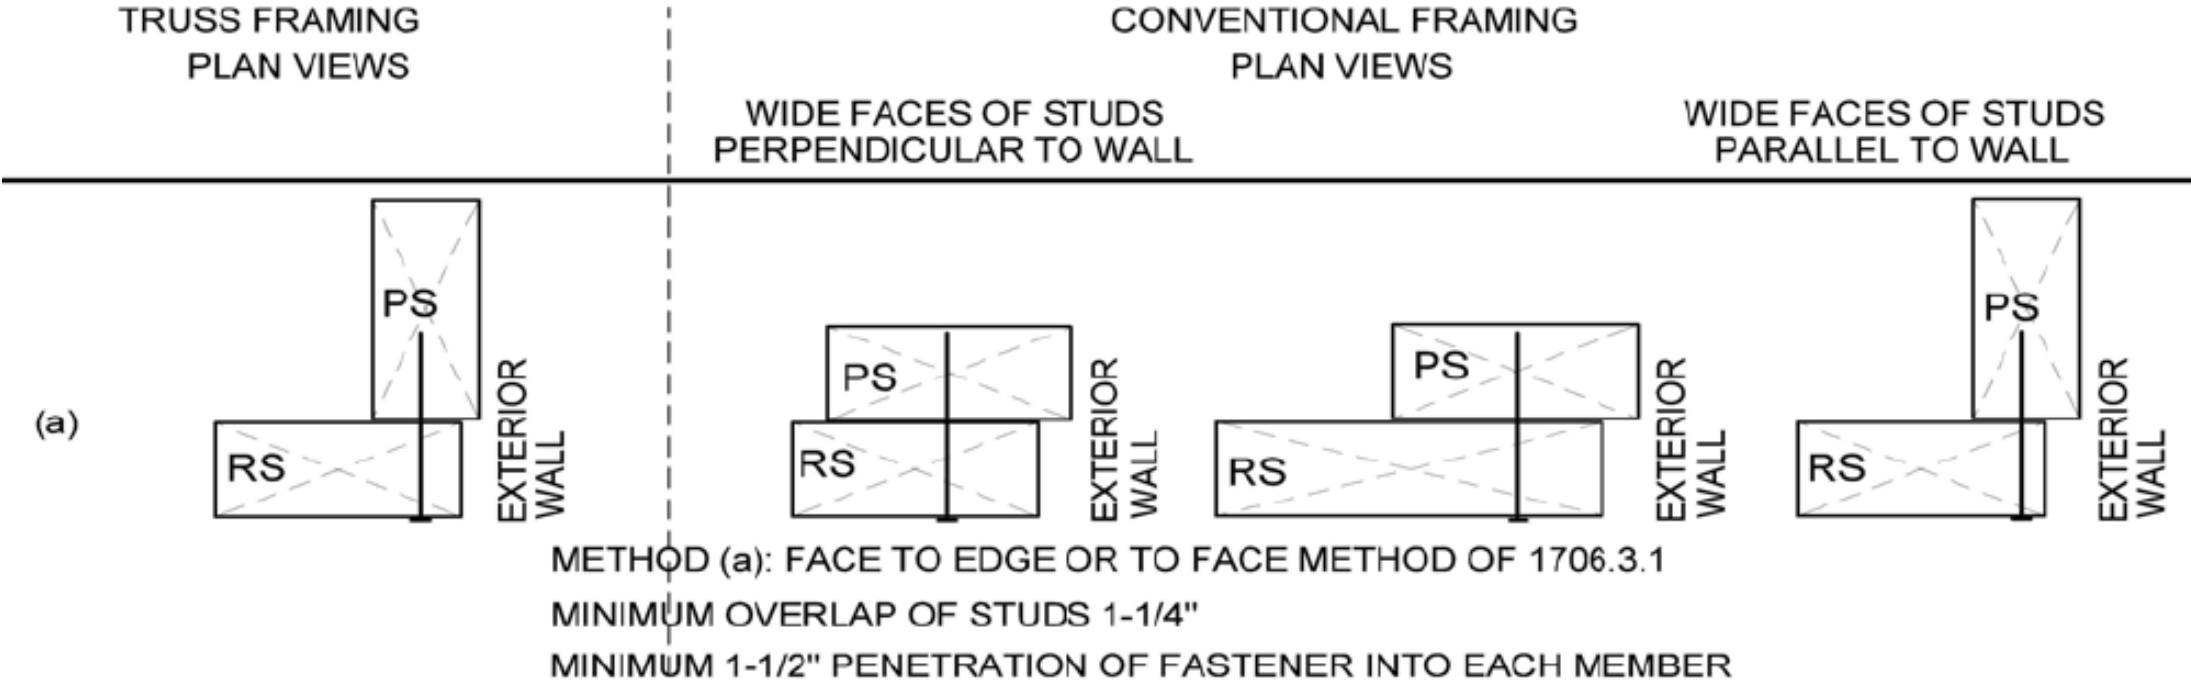 TRUSS FRAMING
PLAN VIEWS
CONVENTIONAL FRAMING
PLAN VIEWS
WIDE FACES OF STUDS
PERPENDICULAR TO WALL
WIDE FACES OF STUDS
PARALLEL TO WALL
(a)
PS
RS
EXTERIOR
WALL
PS
RS
EXTERIOR
WALL
PS
RS
EXTERIOR
WALL
PS
RS
EXTERIOR
WALL
METHOD (a): FACE TO EDGE OR TO FACE METHOD OF 1706.3.1
MINIMUM OVERLAP OF STUDS 1-1/4"
MINIMUM 1-1/2" PENETRATION OF FASTENER INTO EACH MEMBER